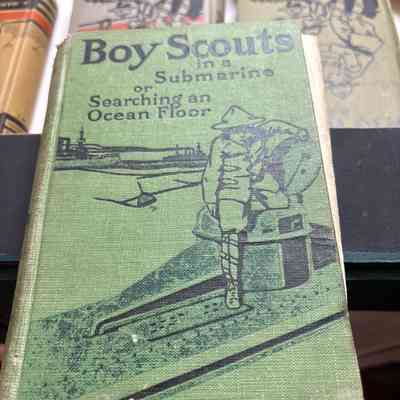 Boy Scouts
in a
Submarine
or
Searching an
Ocean Floor